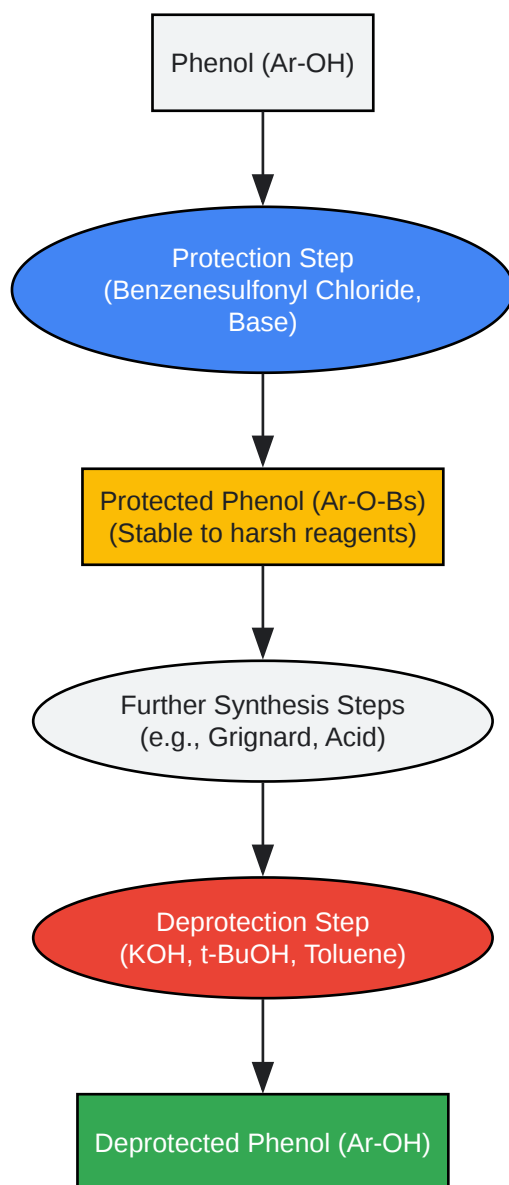 Phenol (Ar-OH)
Protection Step
(Benzenesulfonyl Chloride,
Base)
Protected Phenol (Ar-O-Bs)
(Stable to harsh reagents)
Further Synthesis Steps
(e.g., Grignard, Acid)
Deprotection Step
(KOH, t-BuOH, Toluene)
Deprotected Phenol (Ar-OH)